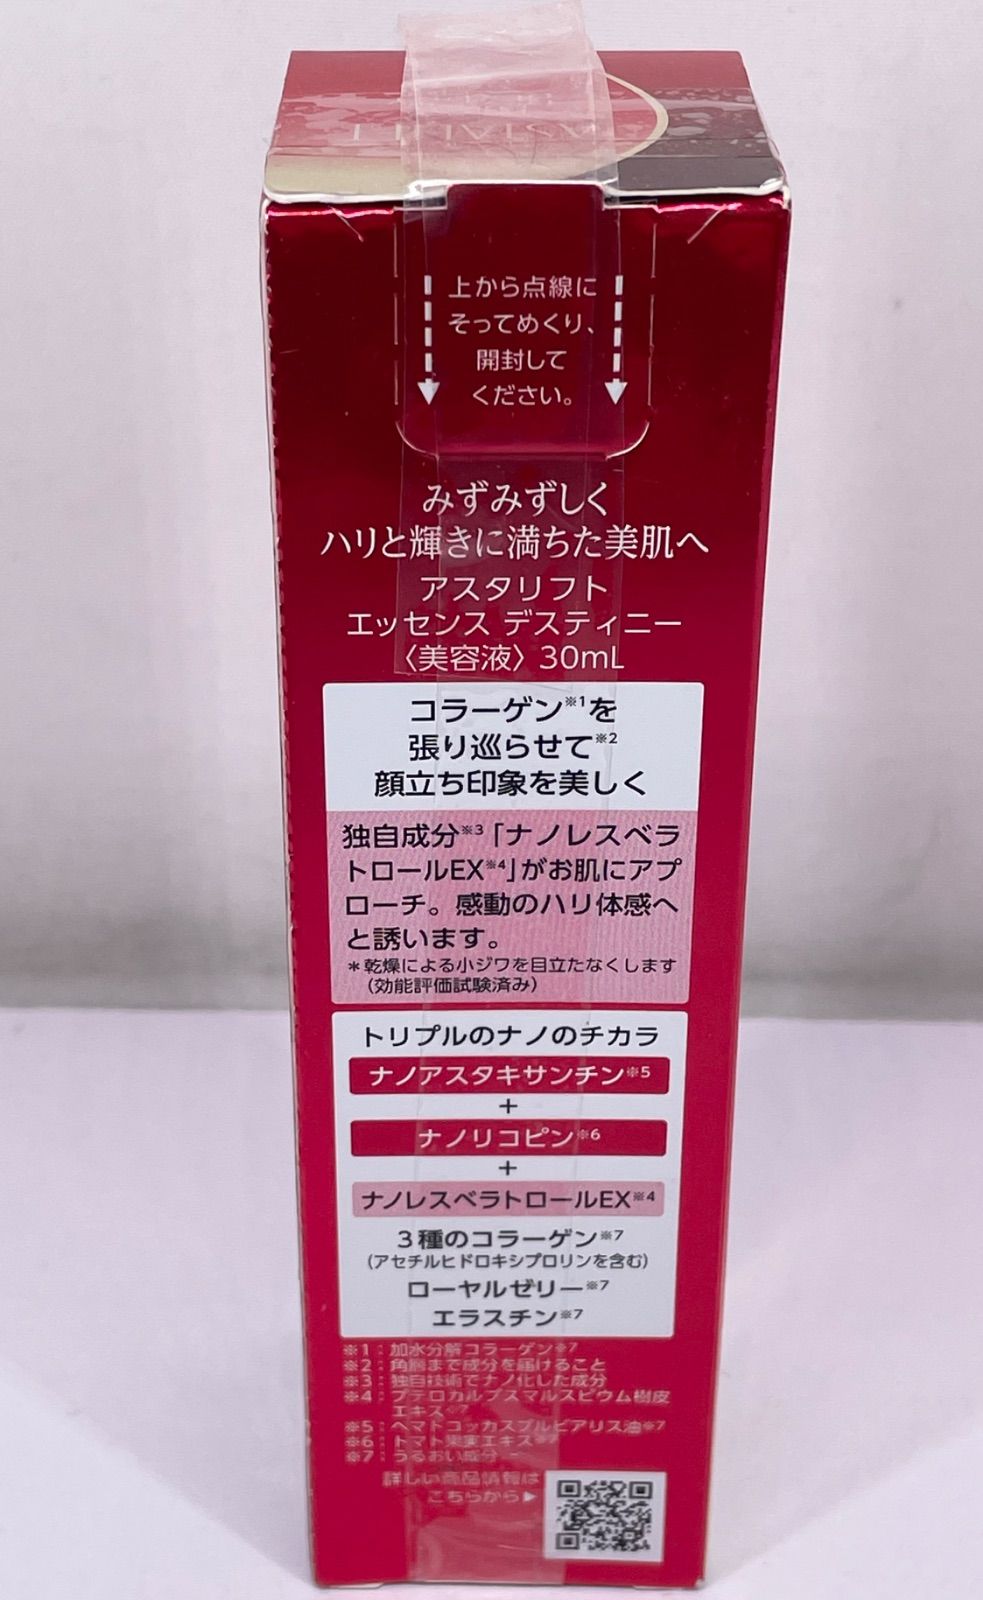 ASTALIFT
上から点線に
そってめくり、
開封して
ください。
みずみずしく
ハリと輝きに満ちた美肌へ
アスタリフト
エッセンス デスティニー
〈美容液〉30mL
コラーゲン※1を
張り巡らせて※2
顔立ち印象を美しく
独自成分※3「ナノレスベラ
トロールEX※4」がお肌にアプ
ローチ。感動のハリ体感へ
と誘います。
＊乾燥による小ジワを目立たなくします
（効能評価試験済み）
トリプルのナノのチカラ
ナノアスタキサンチン※5
+
ナノリコピン※6
+
ナノレスベラトロールEX※4
3種のコラーゲン※7
（アセチルヒドロキシプロリンを含む）
ローヤルゼリー※7
エラスチン※7
※1：加水分解コラーゲン※7
※2：角層まで成分を届けること
※3：独自技術でナノ化した成分
※4：プテロカルプスマルスピウム樹皮
エキス※7
※5：ヘマトコッカスプルビアリス油※7
※6：トマト果実エキス※7
※7：うるおい成分
詳しい商品情報は
こちらから▶